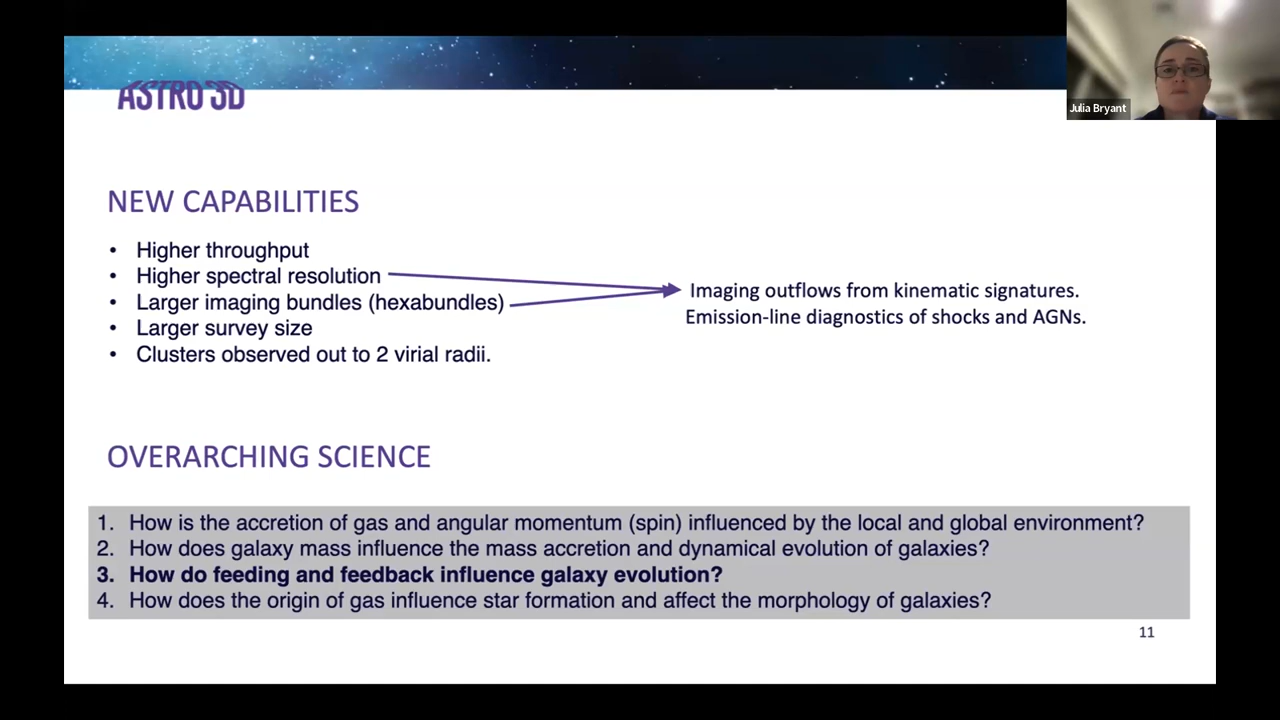 ASTRO 3D
Julia Bryant
NEW CAPABILITIES
• Higher throughput
• Higher spectral resolution
• Larger imaging bundles (hexabundles)
• Larger survey size
• Clusters observed out to 2 virial radii.
Imaging outflows from kinematic signatures.
Emission-line diagnostics of shocks and AGNs.
OVERARCHING SCIENCE
1. How is the accretion of gas and angular momentum (spin) influenced by the local and global environment?
2. How does galaxy mass influence the mass accretion and dynamical evolution of galaxies?
3. How do feeding and feedback influence galaxy evolution?
4. How does the origin of gas influence star formation and affect the morphology of galaxies?
11